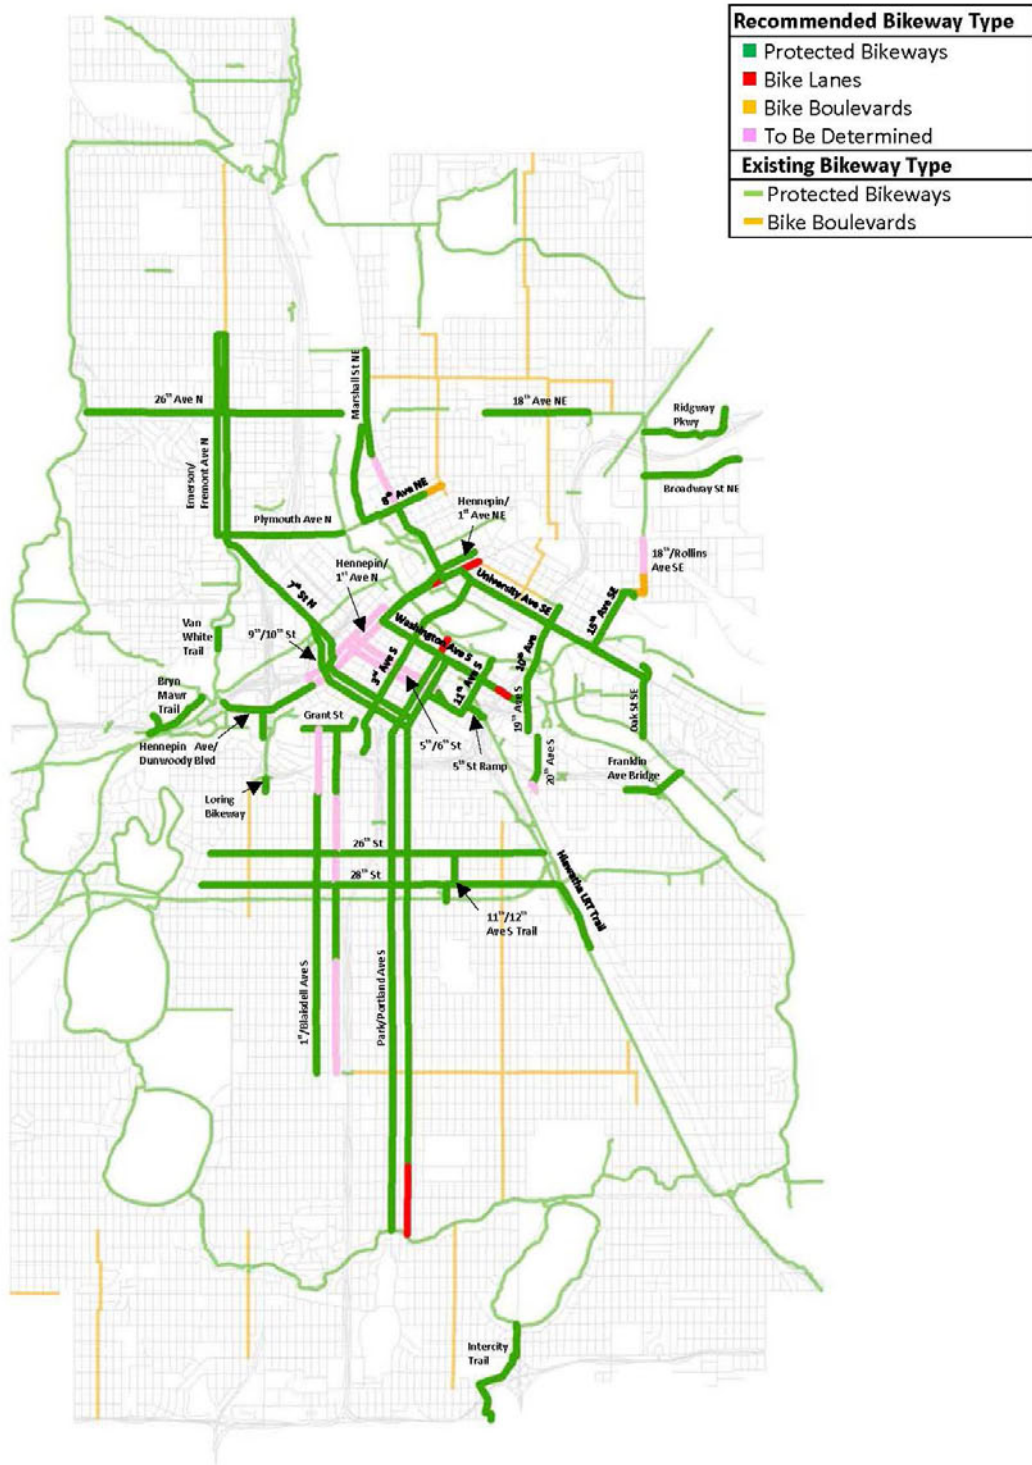 Recommended Bikeway Type
Protected Bikeways
Bike Lanes
Bike Boulevards
To Be Determined
Existing Bikeway Type
Protected Bikeways
Bike Boulevards
26th Ave N
Marshall St NE
18th Ave NE
Ridgway
Pkwy
Emerson/
Fremont Ave N
Broadway St NE
8th Ave NE
Hennepin/
1st Ave NE
Plymouth Ave N
18th/Rollins
Ave SE
Hennepin/
1st Ave N
University Ave SE
7th St N
15th Ave SE
Van
White
Trail
9th/10th St
Washington Ave S
10th Ave
3rd Ave S
11th Ave S
Bryn
Mawr
Trail
19th Ave S
Oak St SE
Grant St
Hennepin Ave/
Dunwoody Blvd
5th/6th St
5th St Ramp
20th Ave S
Franklin
Ave Bridge
Loring
Bikeway
26th St
28th St
Hiawatha LRT Trail
11th/12th
Ave S Trail
1st/Blaisdell Ave S
Park/Portland Ave S
Intercity
Trail